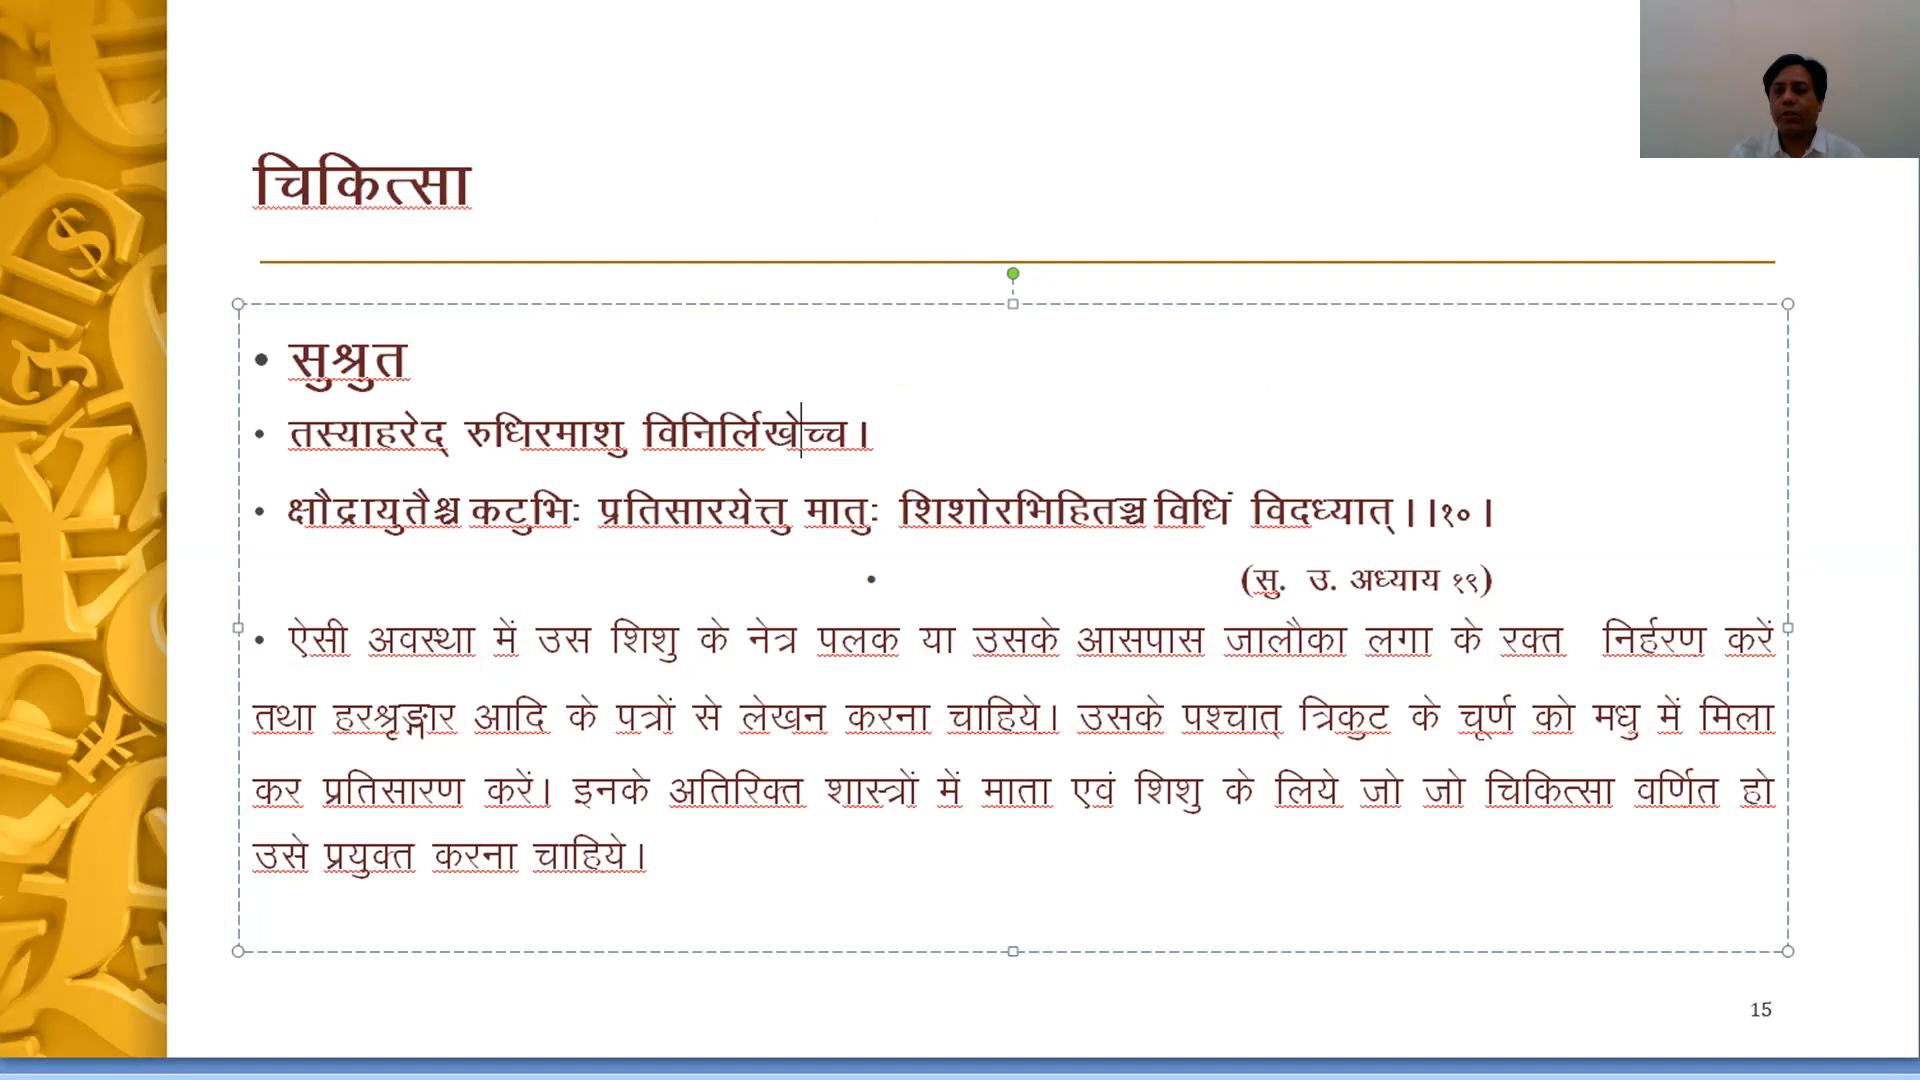 चिकित्सा
• सुश्रुत
• तस्याहरेद् रुधिरमाशु विनिर्लिखेच्च।
• क्षौद्रायुतैश्च कटुभिः प्रतिसारयेत्तु मातुः शिशोरभिहितञ्च विधिं विदध्यात्।।१०।
• (सु. उ. अध्याय १९)
• ऐसी अवस्था में उस शिशु के नेत्र पलक या उसके आसपास जालौका लगा के रक्त निर्हरण करें
तथा हरश्रृङ्गार आदि के पत्रों से लेखन करना चाहिये। उसके पश्चात् त्रिकुट के चूर्ण को मधु में मिला
कर प्रतिसारण करें। इनके अतिरिक्त शास्त्रों में माता एवं शिशु के लिये जो जो चिकित्सा वर्णित हो
उसे प्रयुक्त करना चाहिये।
15